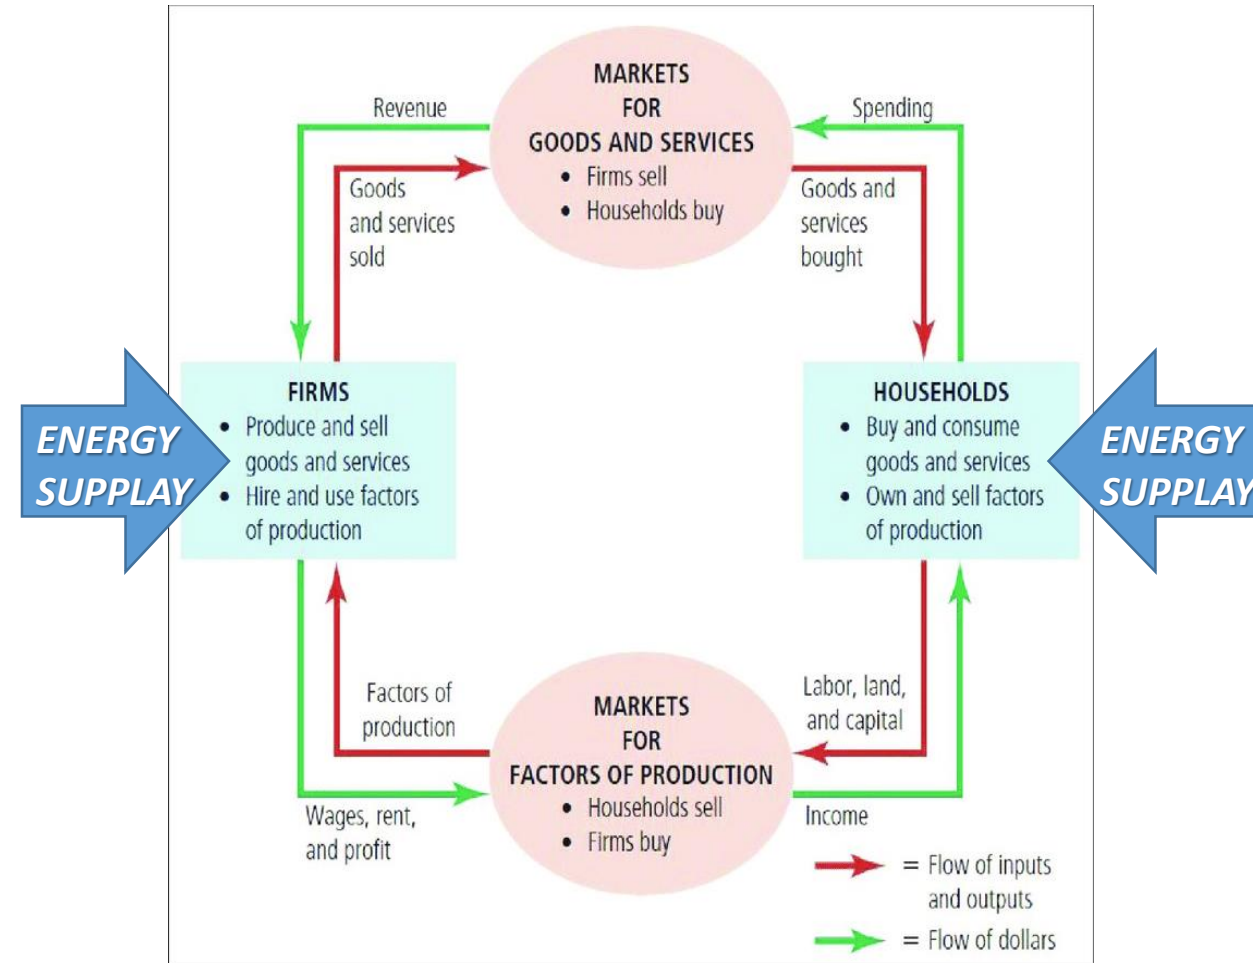 MARKETS
FOR
GOODS AND SERVICES
• Firms sell
• Households buy
Revenue
Spending
Goods
and services
sold
Goods and
services
bought
FIRMS
• Produce and sell
goods and services
• Hire and use factors
of production
HOUSEHOLDS
• Buy and consume
goods and services
• Own and sell factors
of production
ENERGY
SUPPLAY
ENERGY
SUPPLAY
Factors of
production
Labor, land,
and capital
MARKETS
FOR
FACTORS OF PRODUCTION
• Households sell
• Firms buy
Wages, rent,
and profit
Income
= Flow of inputs
and outputs
= Flow of dollars